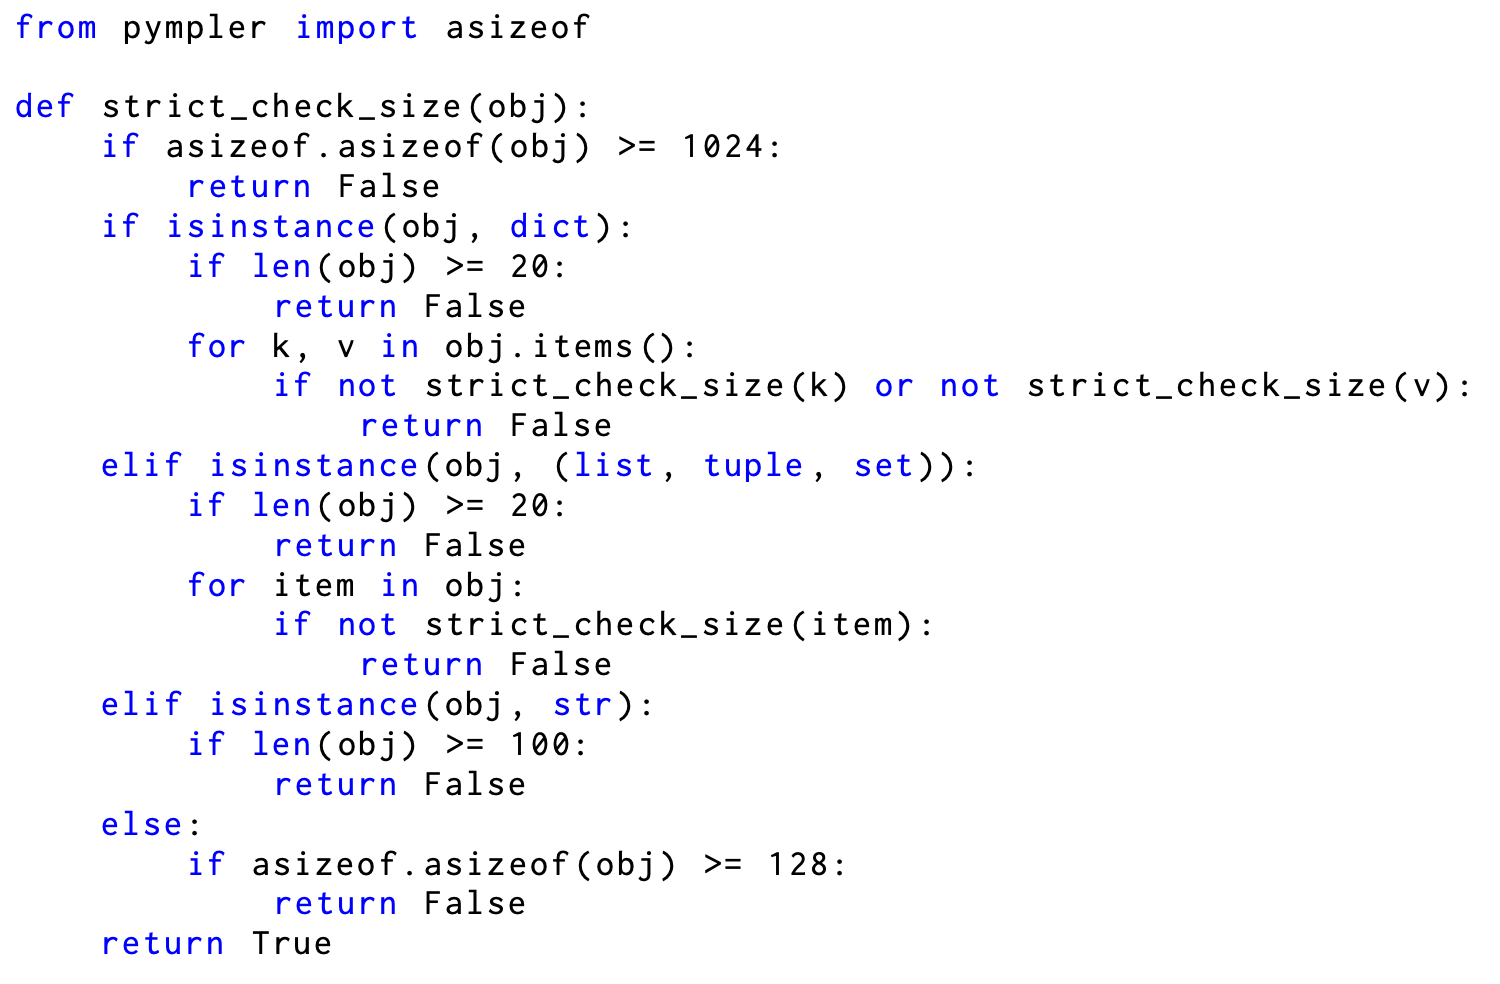 from pympler import asizeof

def strict_check_size(obj):
    if asizeof.asizeof(obj) >= 1024:
        return False
    if isinstance(obj, dict):
        if len(obj) >= 20:
            return False
        for k, v in obj.items():
            if not strict_check_size(k) or not strict_check_size(v):
                return False
    elif isinstance(obj, (list, tuple, set)):
        if len(obj) >= 20:
            return False
        for item in obj:
            if not strict_check_size(item):
                return False
    elif isinstance(obj, str):
        if len(obj) >= 100:
            return False
    else:
        if asizeof.asizeof(obj) >= 128:
            return False
    return True